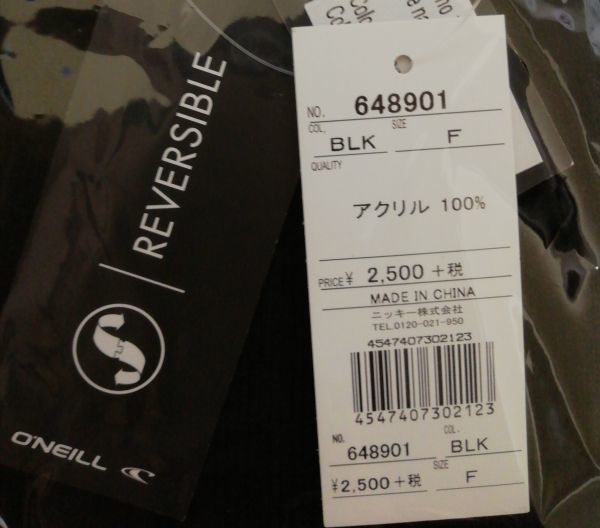 REVERSIBLE
O'NEILL
NO. 648901
COL. BLK SIZE F
QUALITY
アクリル 100%
PRICE ¥ 2,500 +税
MADE IN CHINA
ニッキー株式会社
TEL.0120-021-950
4547407302123
4547407302123
NO. 648901 COL. BLK
¥2,500 +税 SIZE F